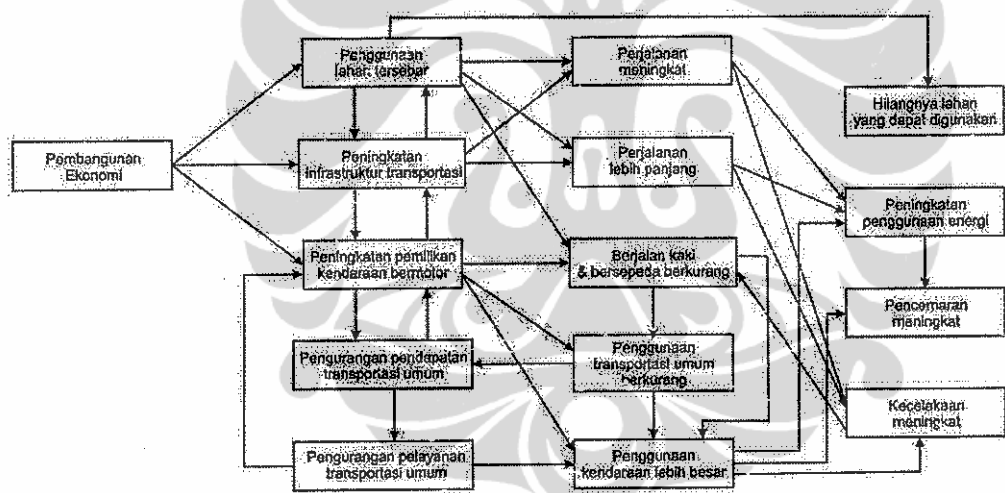 Penggunaan
lahan tersebar
Perjalanan
meningkat
Hilangnya lahan
yang dapat digunakan
Pembangunan
Ekonomi
Peningkatan
infrastruktur transportasi
Perjalanan
lebih panjang
Peningkatan
penggunaan energi
Peningkatan pemilikan
kendaraan bermotor
Berjalan kaki
& bersepeda berkurang
Pencemaran
meningkat
Pengurangan pendapatan
transportasi umum
Penggunaan
transportasi umum
berkurang
Kecelakaan
meningkat
Pengurangan pelayanan
transportasi umum
Penggunaan
kendaraan lebih besar